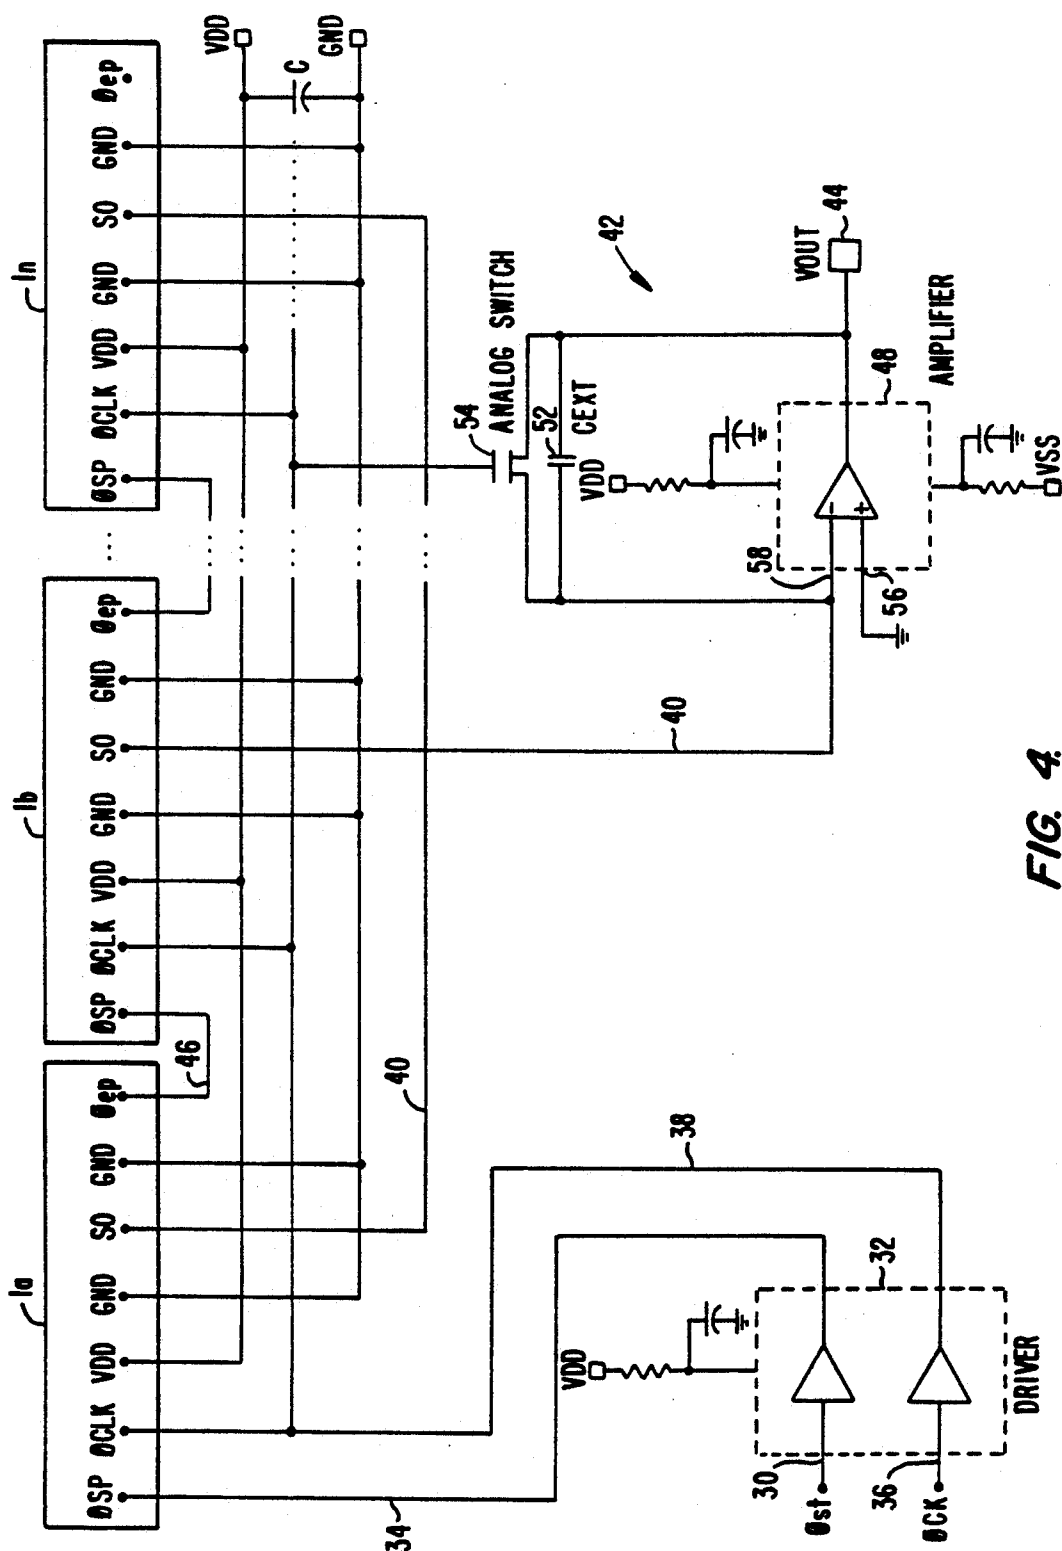 1a
ØSP ØCLK VDD GND SO GND Øep
1b
ØSP ØCLK VDD GND SO GND Øep
....
1n
ØSP ØCLK VDD GND SO GND Øep
VDD
C
GND
46
40
34
38
40
54
ANALOG SWITCH
52
CEXT
42
VDD
VDD
58
56
48
AMPLIFIER
VOUT
44
VSS
30
Øst
36
ØCK
32
DRIVER
FIG. 4.